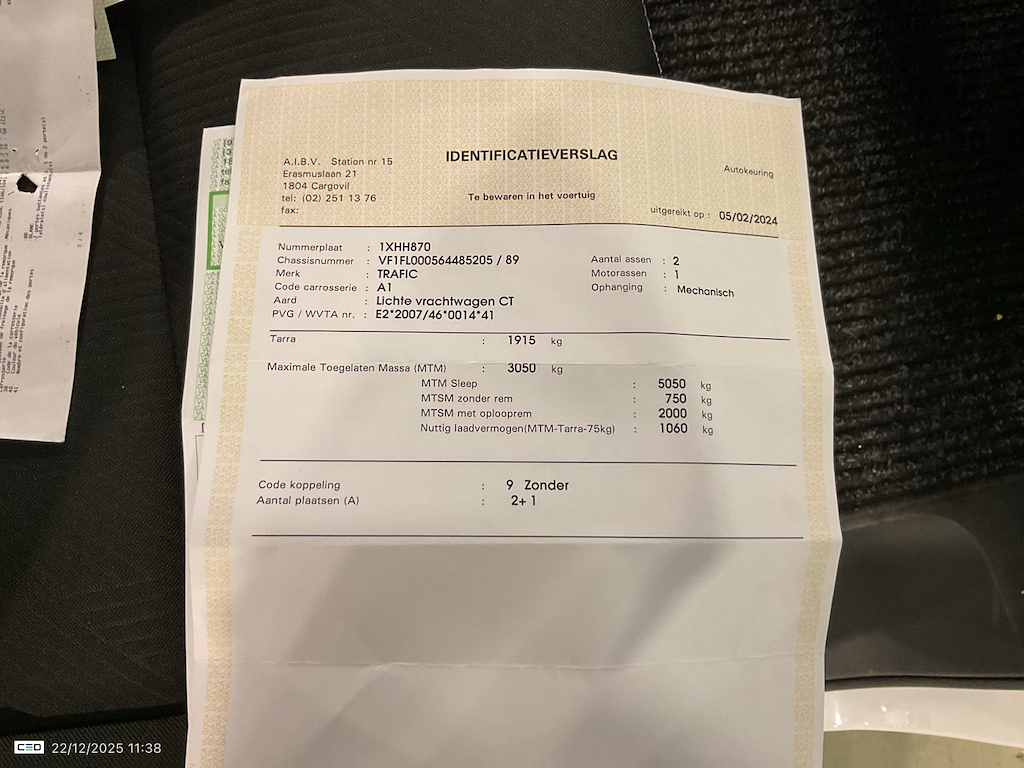 IDENTIFICATIEVERSLAG
A.I.B.V. Station nr 15
Erasmuslaan 21
1804 Cargovil
tel: (02) 251 13 76
fax:
Autokeuring
Te bewaren in het voertuig
uitgereikt op : 05/02/2024
Nummerplaat : 1XHH870
Chassisnummer : VF1FL000564485205 / 89
Merk : TRAFIC
Code carrosserie : A1
Aard : Lichte vrachtwagen CT
PVG / WVTA nr. : E2*2007/46*0014*41
Aantal assen : 2
Motorassen : 1
Ophanging : Mechanisch
Tarra : 1915 kg
Maximale Toegelaten Massa (MTM) : 3050 kg
MTM Sleep : 5050 kg
MTSM zonder rem : 750 kg
MTSM met oplooprem : 2000 kg
Nuttig laadvermogen(MTM-Tarra-75kg) : 1060 kg
Code koppeling : 9 Zonder
Aantal plaatsen (A) : 2+ 1
CEO 22/12/2025 11:38